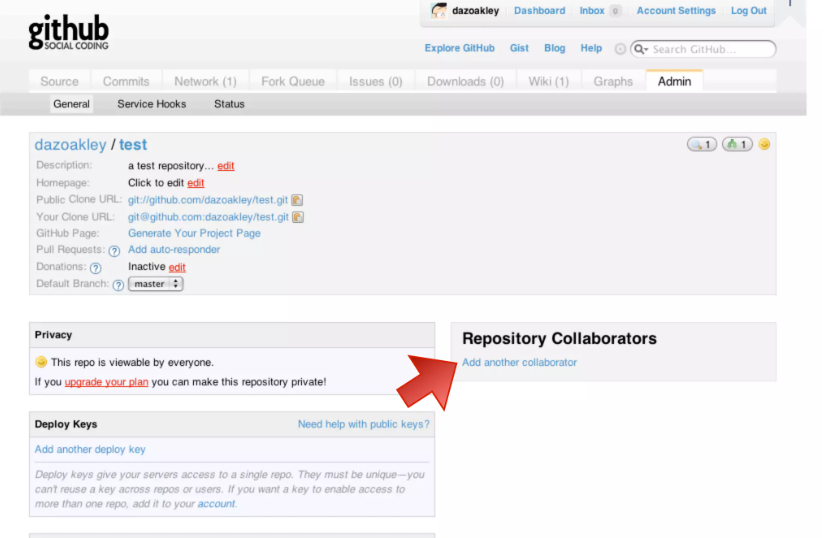 github
SOCIAL CODING
dazoakley Dashboard Inbox 0 Account Settings Log Out
Explore GitHub Gist Blog Help Search GitHub...
Source Commits Network (1) Fork Queue Issues (0) Downloads (0) Wiki (1) Graphs Admin
General Service Hooks Status
dazoakley / test 1 1
Description: a test repository... edit
Homepage: Click to edit edit
Public Clone URL: git://github.com/dazoakley/test.git
Your Clone URL: git@github.com:dazoakley/test.git
GitHub Page: Generate Your Project Page
Pull Requests: ? Add auto-responder
Donations: ? Inactive edit
Default Branch: ? master
Privacy
This repo is viewable by everyone.
If you upgrade your plan you can make this repository private!
Repository Collaborators
Add another collaborator
Deploy Keys Need help with public keys?
Add another deploy key
Deploy keys give your servers access to a single repo. They must be unique—you
can't reuse a key across repos or users. If you want a key to enable access to
more than one repo, add it to your account.